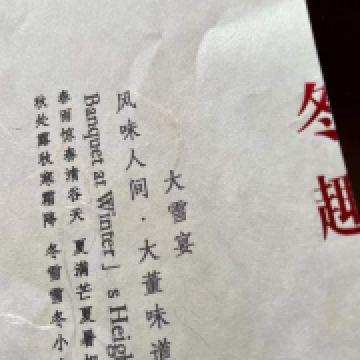 冬
趣
大雪宴
风味人间·大董味道
Banquet at Winter」s Heigh
春雨惊春清谷天 夏满芒夏暑
秋处露秋寒霜降 冬雪雪冬小